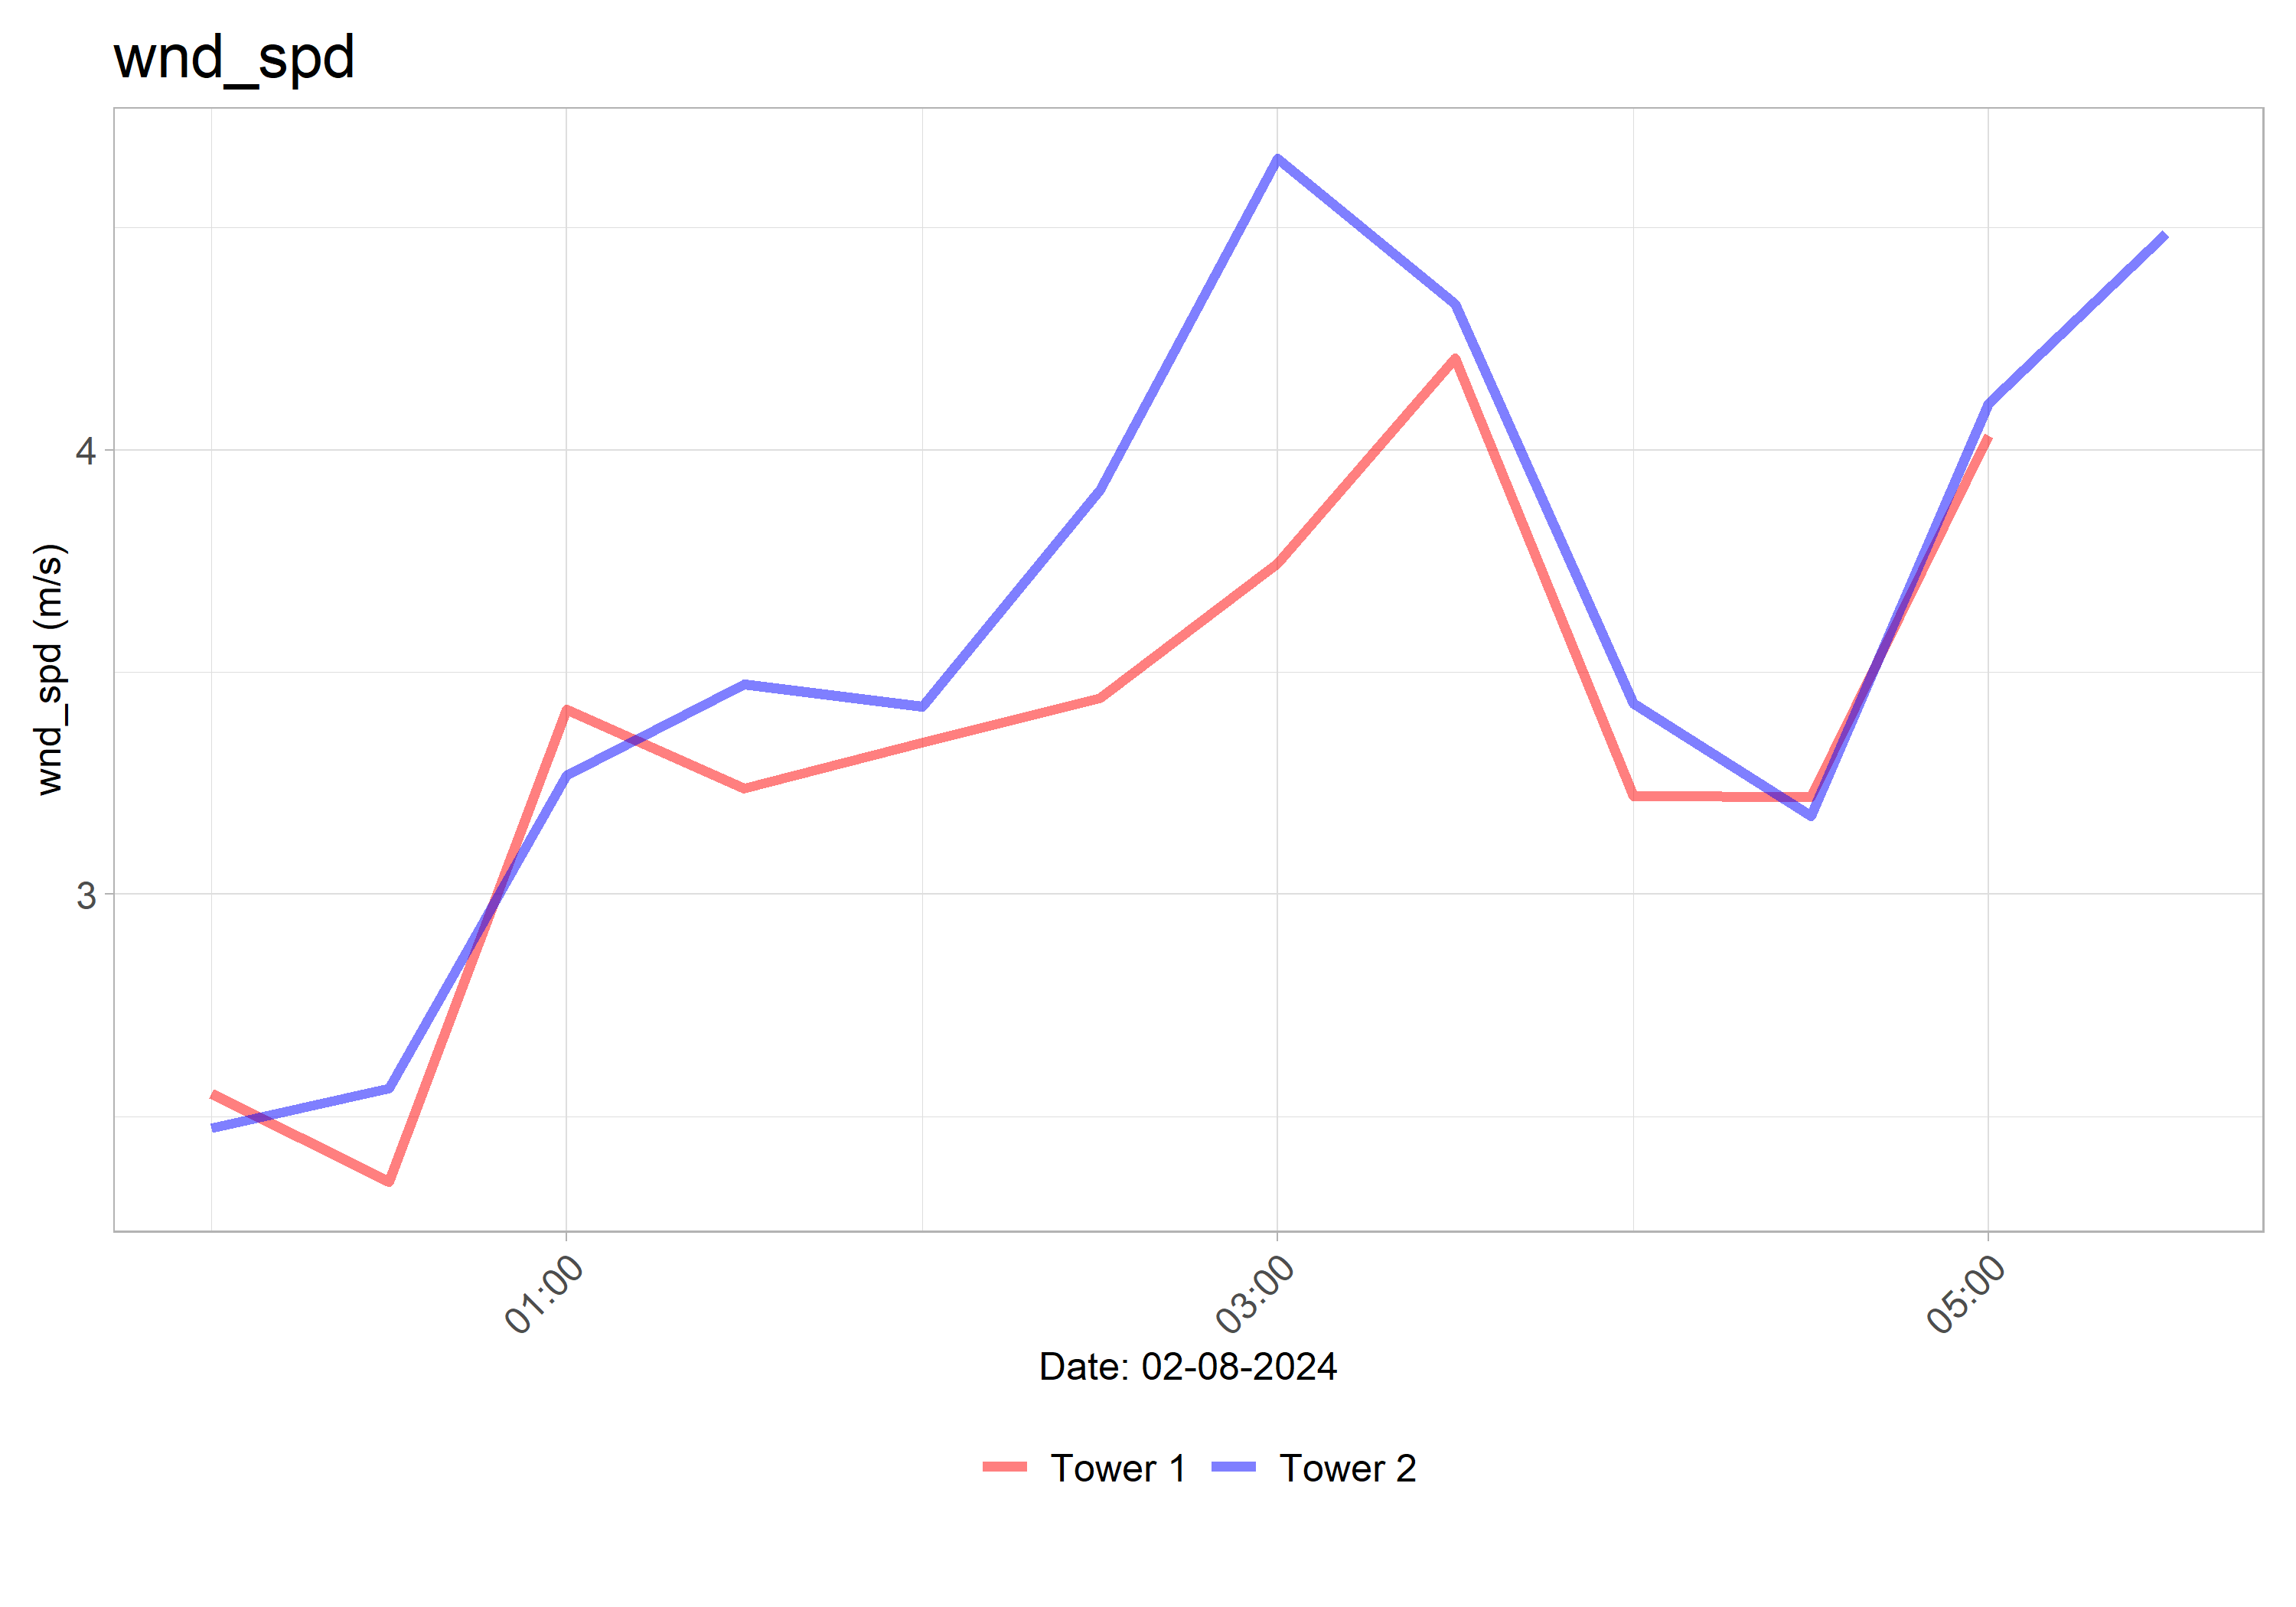 wnd_spd
wnd_spd (m/s)
4
3
01:00
03:00
05:00
Date: 02-08-2024
Tower 1
Tower 2